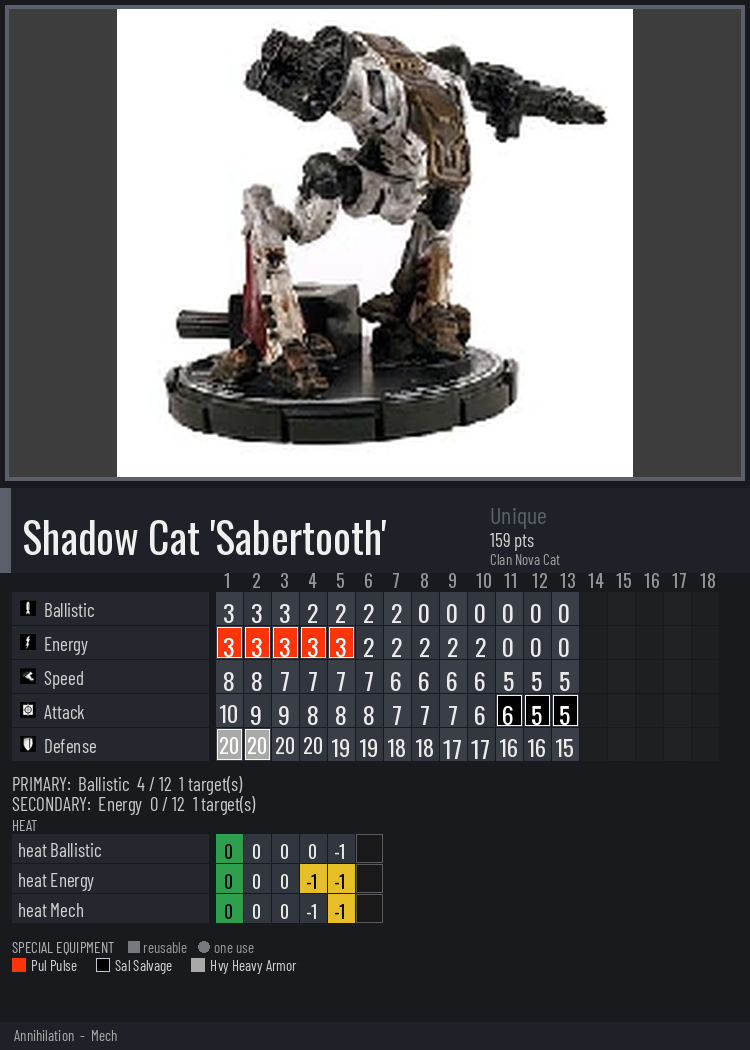 Shadow Cat 'Sabertooth'
Unique
159 pts
Clan Nova Cat
1 2 3 4 5 6 7 8 9 10 11 12 13 14 15 16 17 18
Ballistic 3 3 3 2 2 2 2 0 0 0 0 0 0
Energy 3 3 3 3 3 2 2 2 2 2 0 0 0
Speed 8 8 7 7 7 7 6 6 6 6 5 5 5
Attack 10 9 9 8 8 8 7 7 7 6 6 5 5
Defense 20 20 20 20 19 19 18 18 17 17 16 16 15
PRIMARY: Ballistic 4 / 12 1 target(s)
SECONDARY: Energy 0 / 12 1 target(s)
HEAT
heat Ballistic 0 0 0 0 -1
heat Energy 0 0 0 -1 -1
heat Mech 0 0 0 -1 -1
SPECIAL EQUIPMENT reusable one use
Pul Pulse Sal Salvage Hvy Heavy Armor
Annihilation - Mech